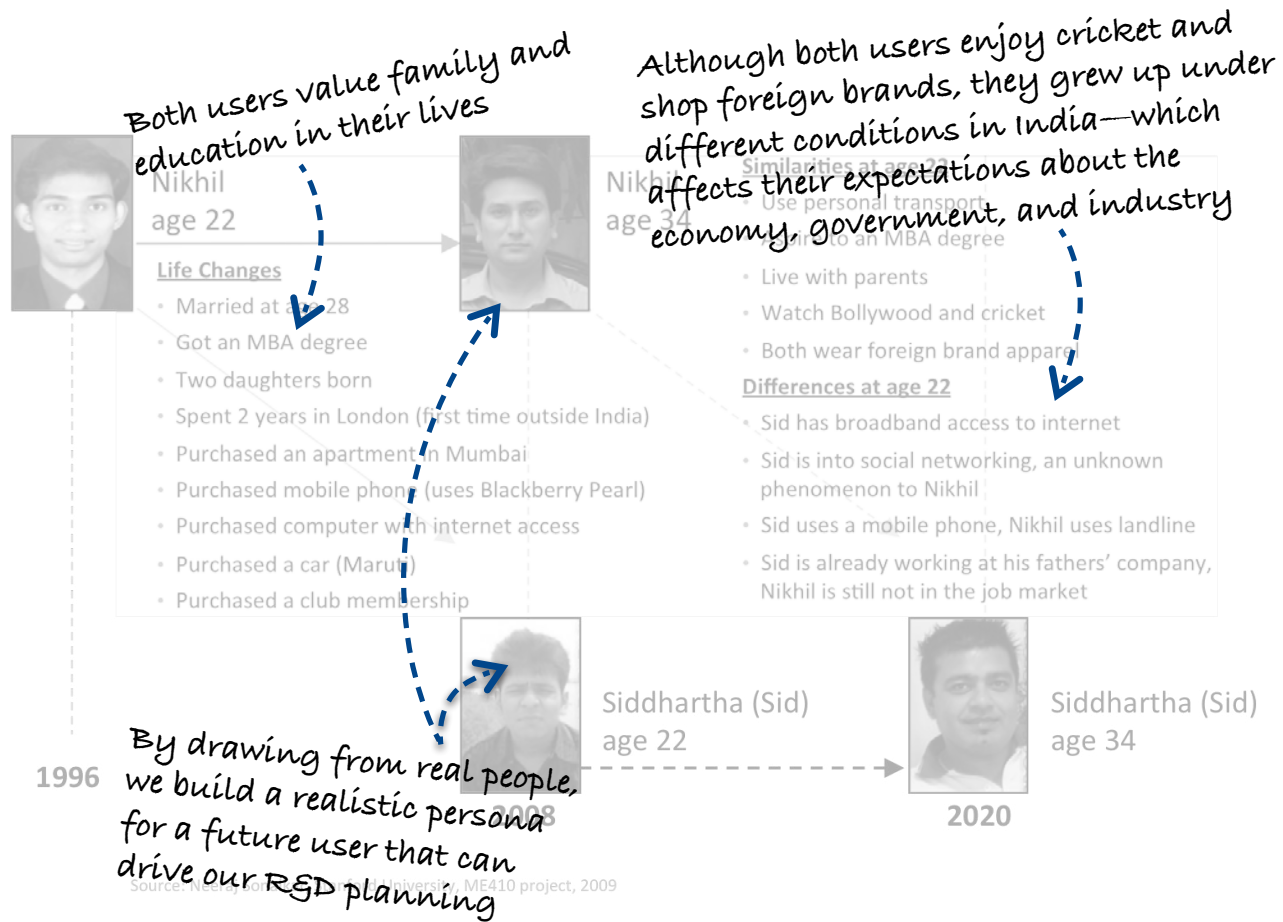 Both users value family and
education in their lives
Although both users enjoy cricket and
shop foreign brands, they grew up under
different conditions in India—which
affects their expectations about the
economy, government, and industry
Nikhil
age 22
Life Changes
• Married at age 28
• Got an MBA degree
• Two daughters born
• Spent 2 years in London (first time outside India)
• Purchased an apartment in Mumbai
• Purchased mobile phone (uses Blackberry Pearl)
• Purchased computer with internet access
• Purchased a car (Maruti)
• Purchased a club membership
Nikhil
age 34
Similarities at age 22
• Use personal transport
• Aspire to an MBA degree
• Live with parents
• Watch Bollywood and cricket
• Both wear foreign brand apparel
Differences at age 22
• Sid has broadband access to internet
• Sid is into social networking, an unknown
phenomenon to Nikhil
• Sid uses a mobile phone, Nikhil uses landline
• Sid is already working at his fathers' company,
Nikhil is still not in the job market
Siddhartha (Sid)
age 22
Siddhartha (Sid)
age 34
1996
2008
2020
By drawing from real people,
we build a realistic persona
for a future user that can
drive our R&D planning
Source: Neeraj Stanford University, ME410 project, 2009